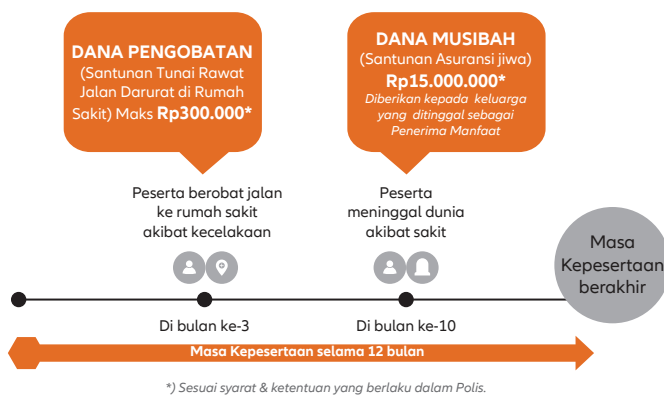 DANA PENGOBATAN
(Santunan Tunai Rawat
Jalan Darurat di Rumah
Sakit) Maks Rp300.000*
DANA MUSIBAH
(Santunan Asuransi jiwa)
Rp15.000.000*
Diberikan kepada keluarga
yang ditinggal sebagai
Penerima Manfaat
Peserta berobat jalan
ke rumah sakit
akibat kecelakaan
Peserta
meninggal dunia
akibat sakit
Masa
Kepesertaan
berakhir
Di bulan ke-3
Di bulan ke-10
Masa Kepesertaan selama 12 bulan
*) Sesuai syarat & ketentuan yang berlaku dalam Polis.